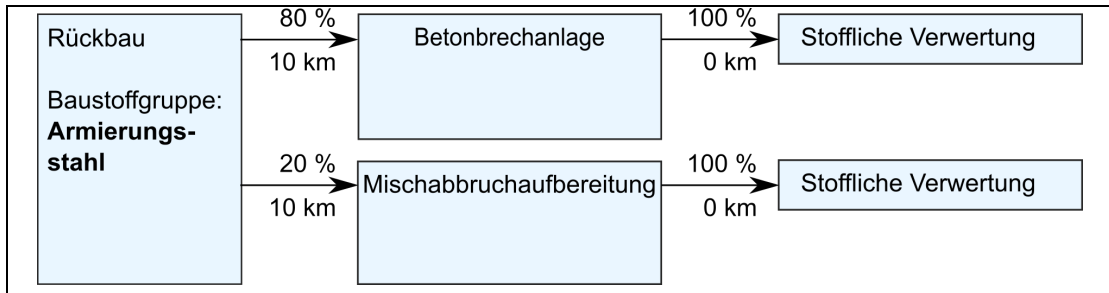 Rückbau
Baustoffgruppe:
Armierungs-
stahl
80 %
10 km
Betonbrechanlage
100 %
0 km
Stoffliche Verwertung
20 %
10 km
Mischabbruchaufbereitung
100 %
0 km
Stoffliche Verwertung